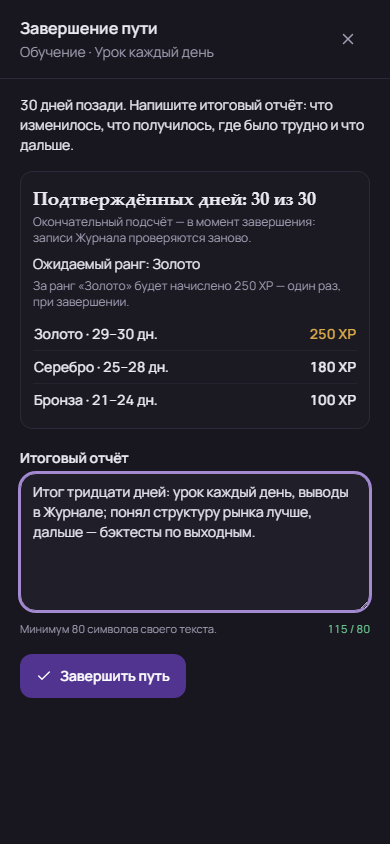 Завершение пути
Обучение · Урок каждый день
30 дней позади. Напишите итоговый отчёт: что
изменилось, что получилось, где было трудно и что
дальше.
Подтверждённых дней: 30 из 30
Окончательный подсчёт — в момент завершения:
записи Журнала проверяются заново.
Ожидаемый ранг: Золото
За ранг «Золото» будет начислено 250 XP — один раз,
при завершении.
Золото · 29–30 дн. 250 XP
Серебро · 25–28 дн. 180 XP
Бронза · 21–24 дн. 100 XP
Итоговый отчёт
Итог тридцати дней: урок каждый день, выводы
в Журнале; понял структуру рынка лучше,
дальше — бэктесты по выходным.
Минимум 80 символов своего текста. 115 / 80
Завершить путь